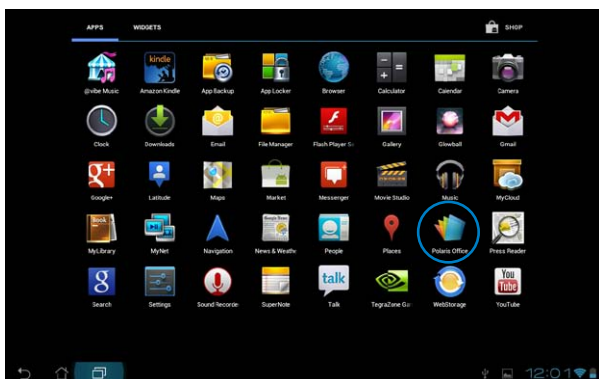 APPS WIDGETS SHOP
kindle
@vibe Music Amazon Kindle App Backup App Locker Browser Calculator Calendar Camera
Clock Downloads Email File Manager Flash Player Se Gallery Glowball Gmail
g+
Google+ Latitude Maps Market Messenger Movie Studio Music MyCloud
MyLibrary MyNet Navigation News & Weathe People Places Polaris Office Press Reader
8 talk You
Tube
Search Settings Sound Recorde SuperNote Talk TegraZone Gar WebStorage YouTube
12:01